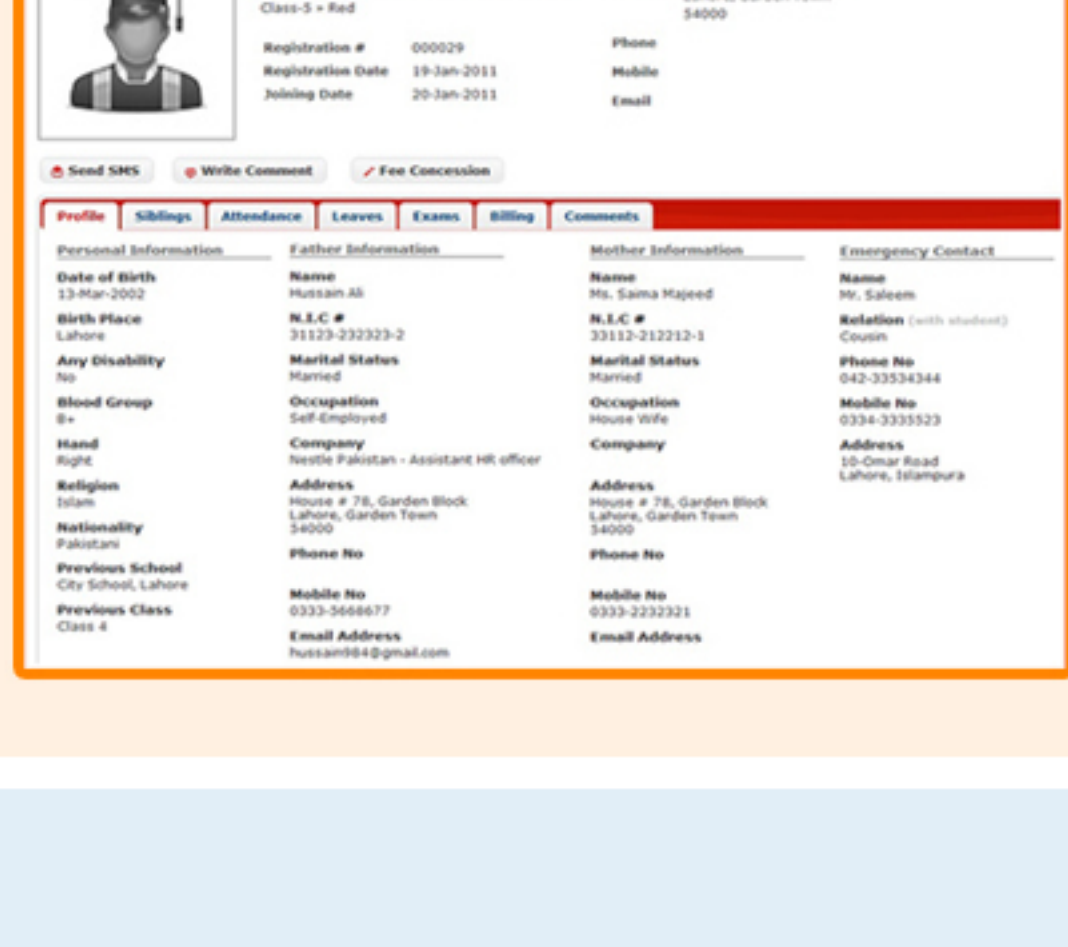 Class-5 » Red
54000
Registration # 000029
Registration Date 19-Jan-2011
Joining Date 20-Jan-2011
Phone
Mobile
Email
Send SMS Write Comment Fee Concession
Profile Siblings Attendance Leaves Exams Billing Comments
Personal Information
Date of Birth
13-Mar-2002
Birth Place
Lahore
Any Disability
No
Blood Group
B+
Hand
Right
Religion
Islam
Nationality
Pakistani
Previous School
City School, Lahore
Previous Class
Class 4
Father Information
Name
Hussain Ali
N.I.C #
31123-232323-2
Marital Status
Married
Occupation
Self-Employed
Company
Nestle Pakistan - Assistant HR officer
Address
House # 78, Garden Block
Lahore, Garden Town
54000
Phone No
Mobile No
0333-5668677
Email Address
hussain984@gmail.com
Mother Information
Name
Ms. Saima Majeed
N.I.C #
33112-212212-1
Marital Status
Married
Occupation
House Wife
Company
Address
House # 78, Garden Block
Lahore, Garden Town
54000
Phone No
Mobile No
0333-2232321
Email Address
Emergency Contact
Name
Mr. Saleem
Relation (with student)
Cousin
Phone No
042-33534344
Mobile No
0334-3335523
Address
10-Omar Road
Lahore, Islampura